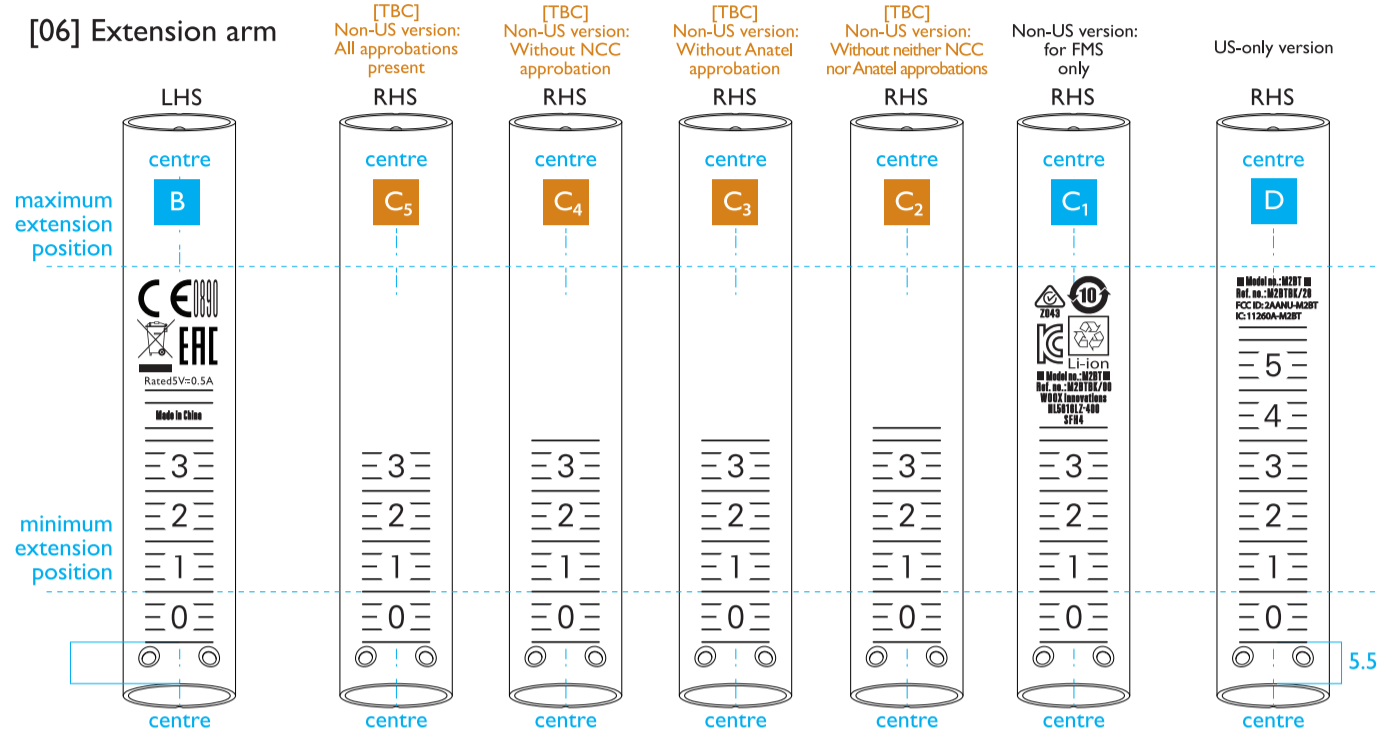 [06] Extension arm
[TBC]
Non-US version:
All approbations
present
[TBC]
Non-US version:
Without NCC
approbation
[TBC]
Non-US version:
Without Anatel
approbation
[TBC]
Non-US version:
Without neither NCC
nor Anatel approbations
Non-US version:
for FMS
only
US-only version
LHS
RHS
RHS
RHS
RHS
RHS
RHS
centre
centre
centre
centre
centre
centre
centre
maximum
extension
position
B
C5
C4
C3
C2
C1
D
CE0890
EAC
Rated5V=0.5A
Made in China
3
2
1
0
3
2
1
0
3
2
1
0
3
2
1
0
3
2
1
0
Z043
10
Li-ion
Model no.:M2BT
Ref. no.:M2BTBK/00
WOOX Innovations
HL5810LZ-400
SFH4
3
2
1
0
Model no.:M2BT
Ref. no.:M2BTBK/28
FCC ID: 2AANU-M2BT
IC: 11260A-M2BT
5
4
3
2
1
0
minimum
extension
position
5.5
centre
centre
centre
centre
centre
centre
centre